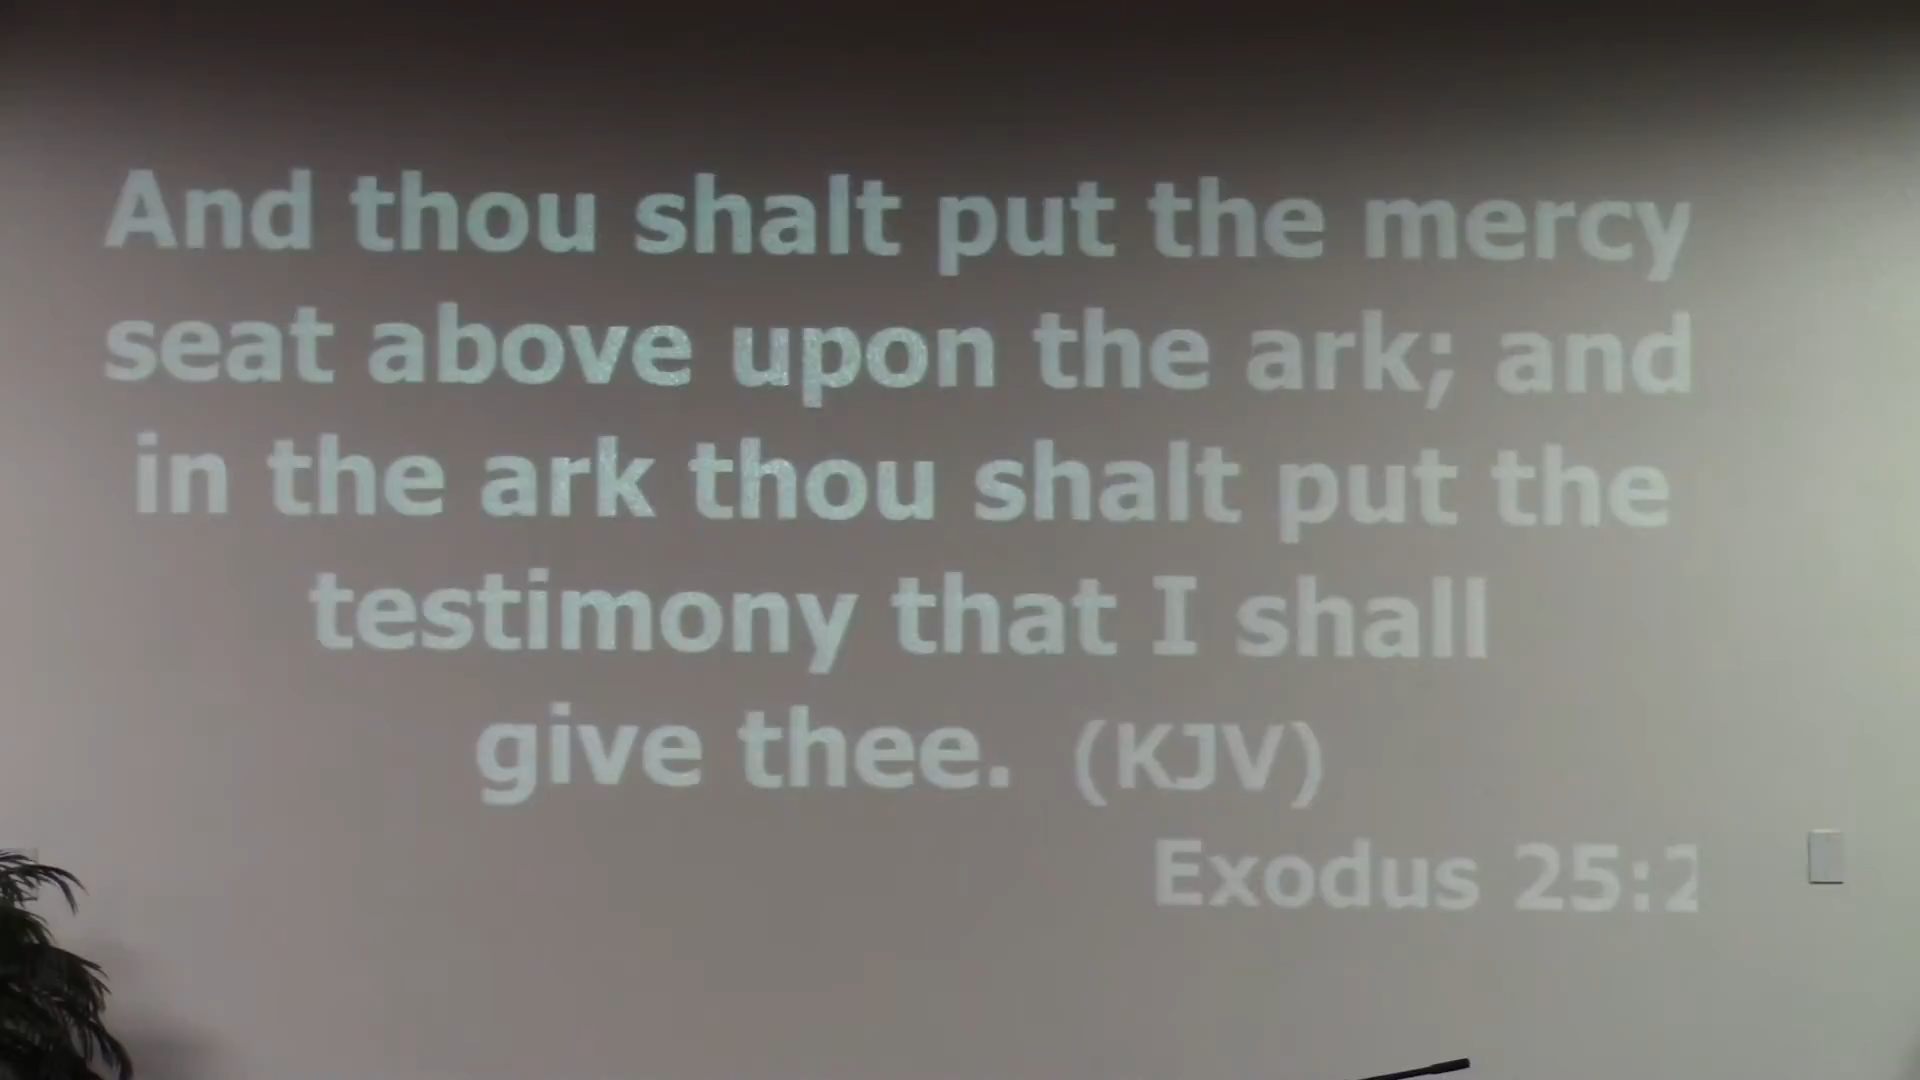 And thou shalt put the mercy
seat above upon the ark; and
in the ark thou shalt put the
testimony that I shall
give thee. (KJV)
Exodus 25:2